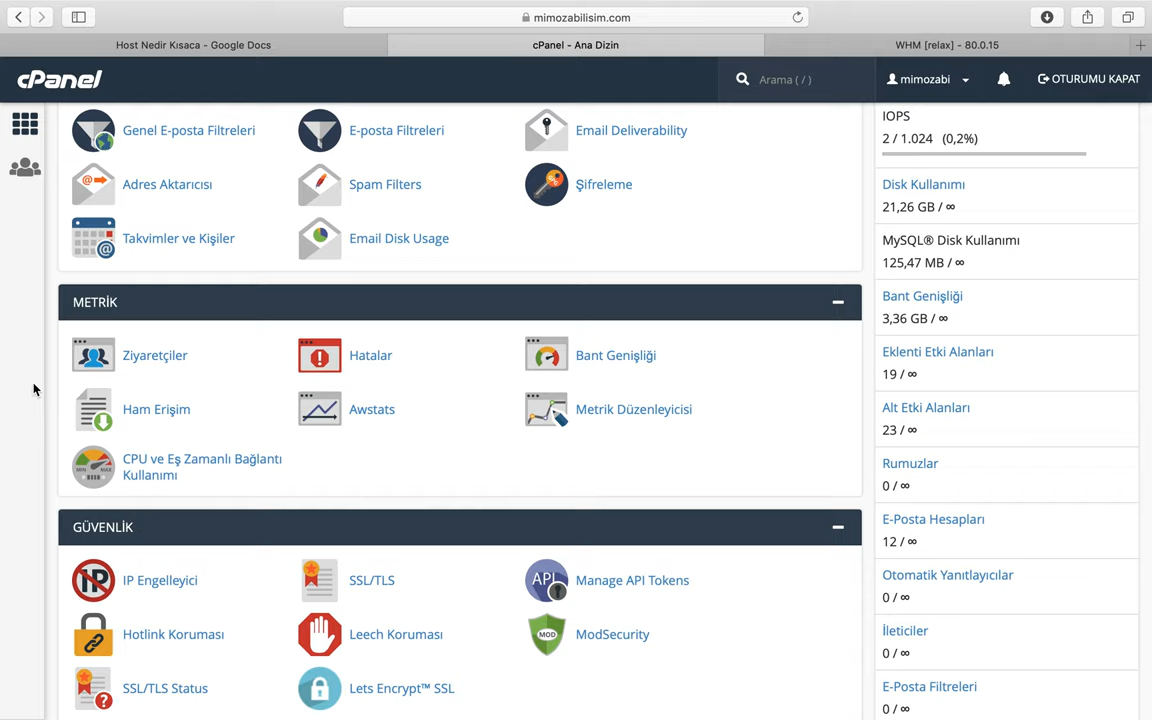 mimozabilisim.com
Host Nedir Kısaca - Google Docs
cPanel - Ana Dizin
WHM [relax] - 80.0.15
cPanel
Arama ( / )
mimozabi
OTURUMU KAPAT
Genel E-posta Filtreleri
E-posta Filtreleri
Email Deliverability
Adres Aktarıcısı
Spam Filters
Şifreleme
Takvimler ve Kişiler
Email Disk Usage
METRİK
Ziyaretçiler
Hatalar
Bant Genişliği
Ham Erişim
Awstats
Metrik Düzenleyicisi
MIN MAX
CPU ve Eş Zamanlı Bağlantı
Kullanımı
GÜVENLİK
IP
IP Engelleyici
SSL/TLS
API
Manage API Tokens
Hotlink Koruması
Leech Koruması
MOD
ModSecurity
SSL/TLS Status
Lets Encrypt™ SSL
IOPS
2 / 1.024 (0,2%)
Disk Kullanımı
21,26 GB / ∞
MySQL® Disk Kullanımı
125,47 MB / ∞
Bant Genişliği
3,36 GB / ∞
Eklenti Etki Alanları
19 / ∞
Alt Etki Alanları
23 / ∞
Rumuzlar
0 / ∞
E-Posta Hesapları
12 / ∞
Otomatik Yanıtlayıcılar
0 / ∞
İleticiler
0 / ∞
E-Posta Filtreleri
0 / ∞